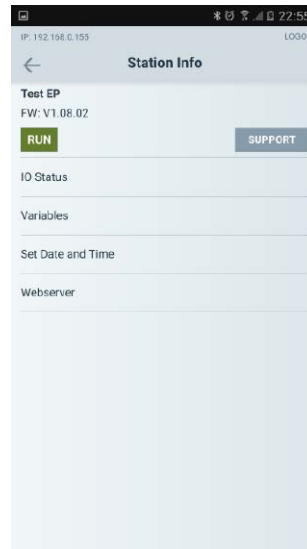 22:55
IP: 192.168.0.155 LOGO
Station Info
Test EP
FW: V1.08.02
RUN SUPPORT
IO Status
Variables
Set Date and Time
Webserver